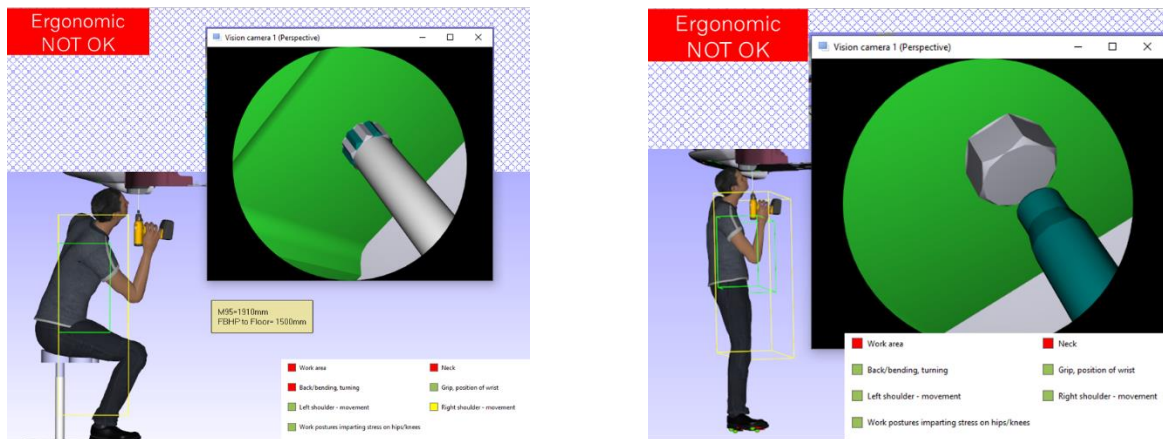 Ergonomic
NOT OK
Vision camera 1 (Perspective)
M95=1910mm
FBHP to Floor= 1500mm
Work area
Neck
Back/bending, turning
Grip, position of wrist
Left shoulder - movement
Right shoulder - movement
Work postures imparting stress on hips/knees
Ergonomic
NOT OK
Vision camera 1 (Perspective)
Work area
Neck
Back/bending, turning
Grip, position of wrist
Left shoulder - movement
Right shoulder - movement
Work postures imparting stress on hips/knees